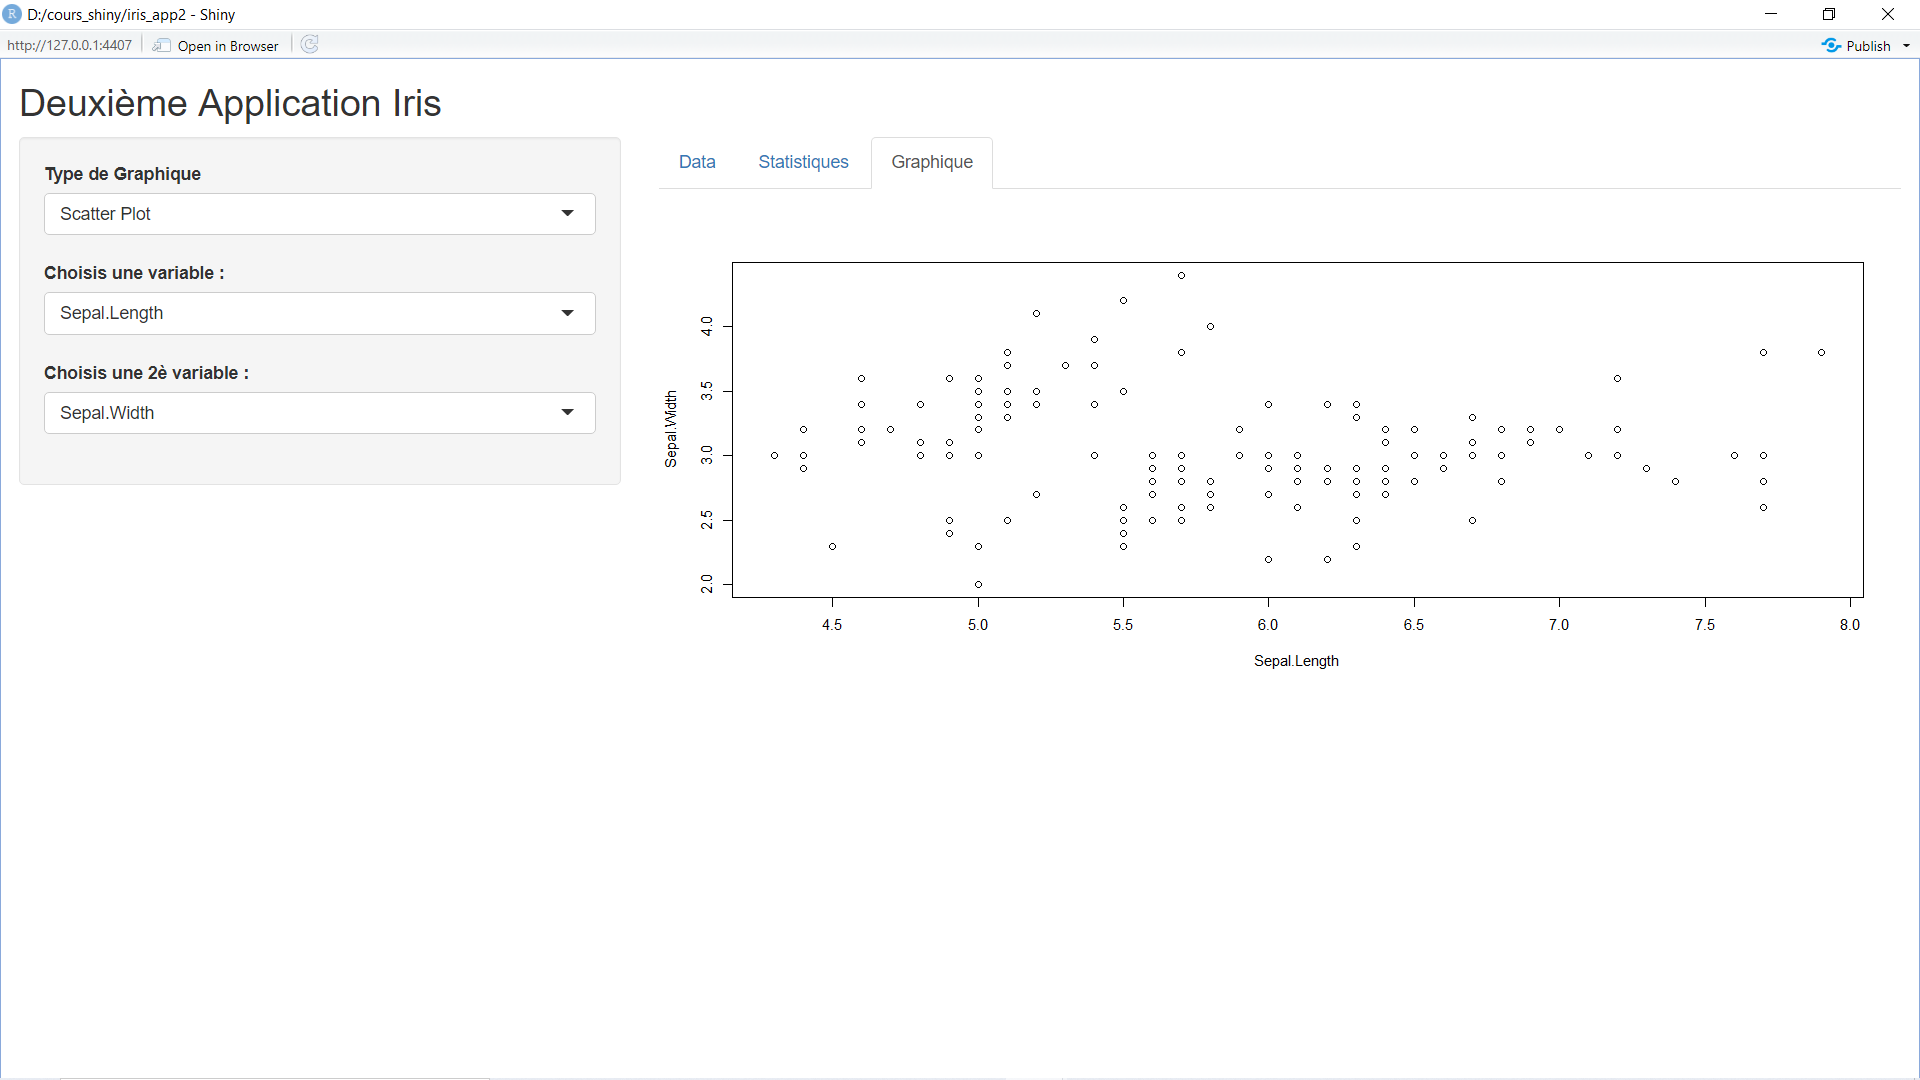 R D:/cours_shiny/iris_app2 - Shiny
http://127.0.0.1:4407 Open in Browser Publish
Deuxième Application Iris
Type de Graphique
Scatter Plot
Choisis une variable :
Sepal.Length
Choisis une 2è variable :
Sepal.Width
Data Statistiques Graphique
Sepal.Width
4.0
3.5
3.0
2.5
2.0
4.5 5.0 5.5 6.0 6.5 7.0 7.5 8.0
Sepal.Length